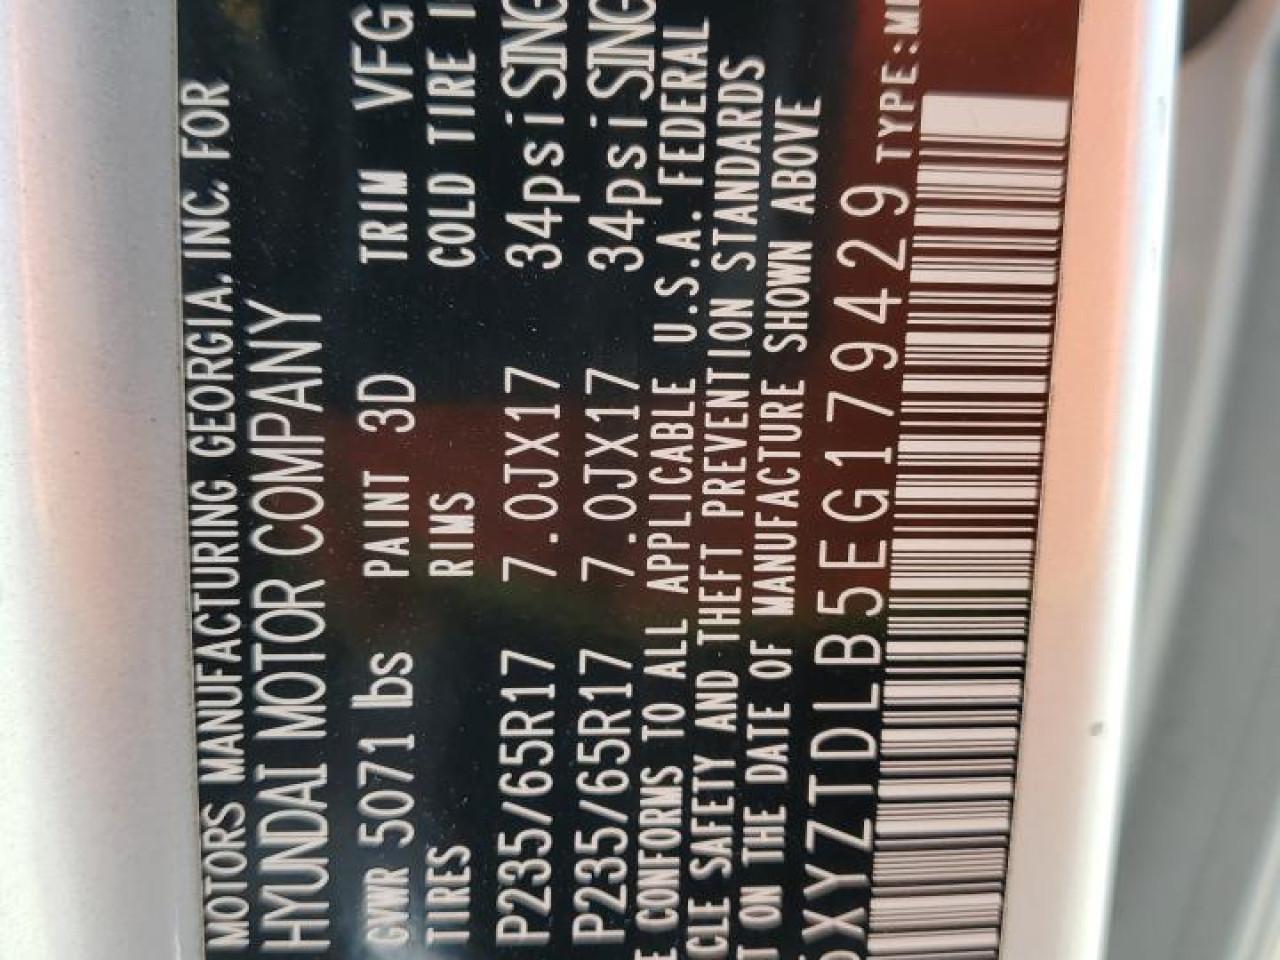 MOTORS MANUFACTURING GEORGIA, INC. FOR
HYUNDAI MOTOR COMPANY
GVWR 5071 lbs PAINT 3D TRIM VFG
TIRES RIMS COLD TIRE
P235/65R17 7.0JX17 34psi SING
P235/65R17 7.0JX17 34psi SING
E CONFORMS TO ALL APPLICABLE U.S.A. FEDERAL
CLE SAFETY AND THEFT PREVENTION STANDARDS
T ON THE DATE OF MANUFACTURE SHOWN ABOVE
5XYZTDLB5EG179429 TYPE: